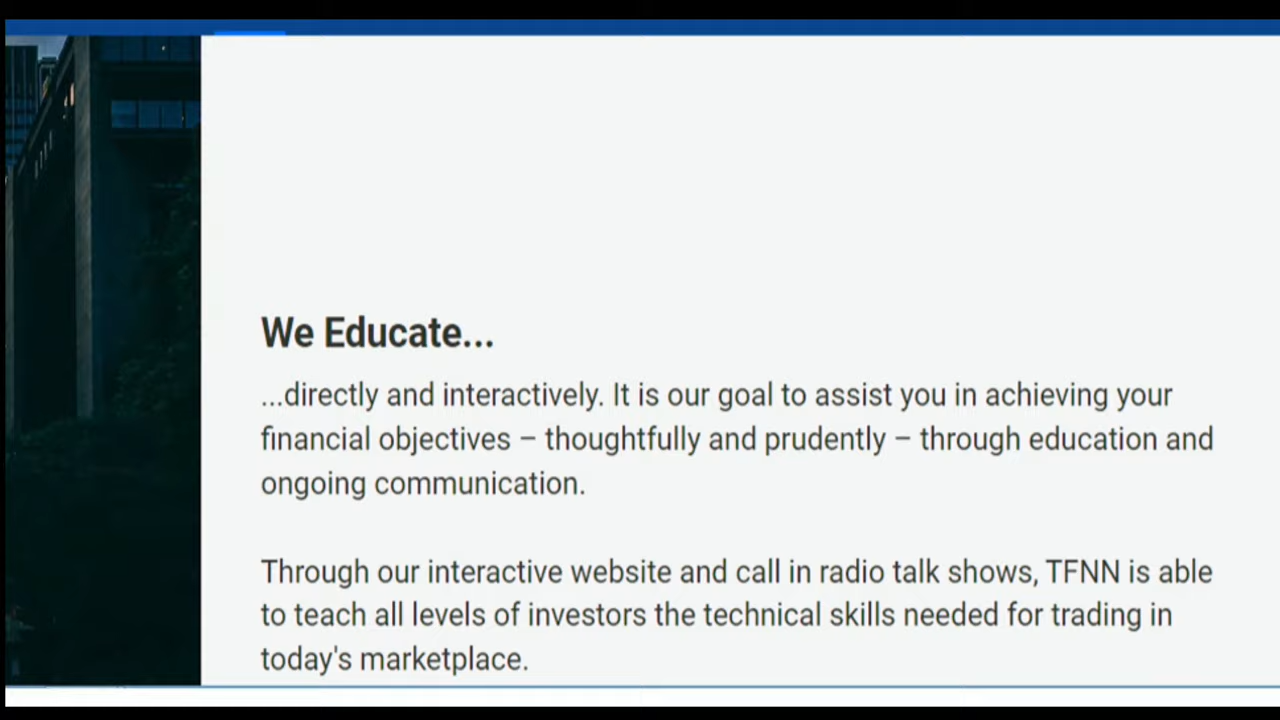 We Educate...
...directly and interactively. It is our goal to assist you in achieving your
financial objectives – thoughtfully and prudently – through education and
ongoing communication.
Through our interactive website and call in radio talk shows, TFNN is able
to teach all levels of investors the technical skills needed for trading in
today's marketplace.